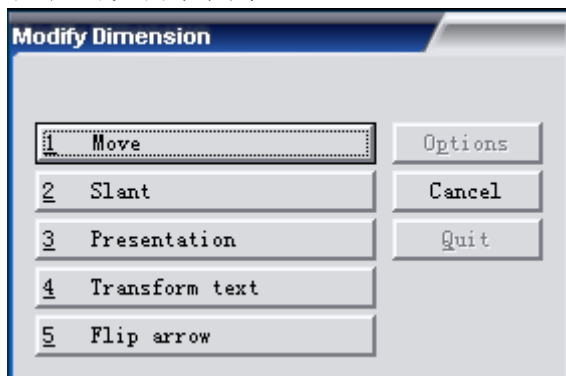 Modify Dimension
1 Move
Options
2 Slant
Cancel
3 Presentation
Quit
4 Transform text
5 Flip arrow